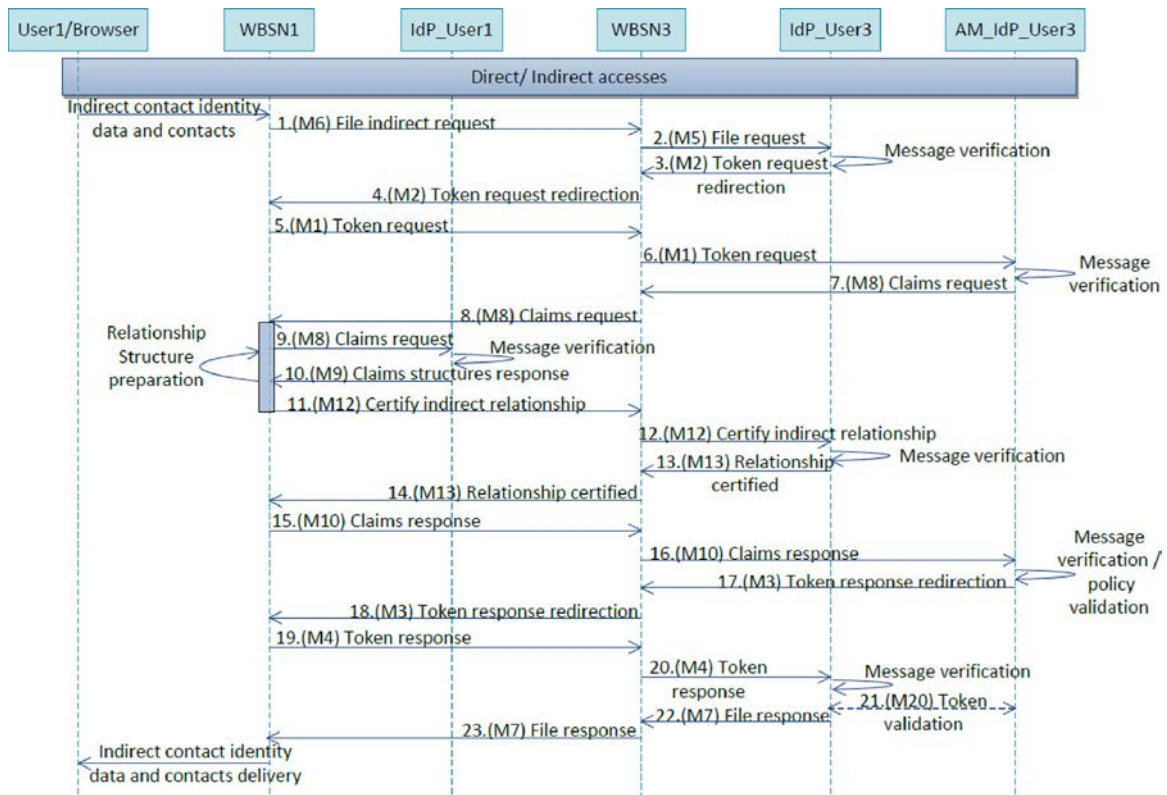 User1/Browser
WBSN1
IdP_User1
WBSN3
IdP_User3
AM_IdP_User3
Direct/ Indirect accesses
Indirect contact identity
data and contacts
1.(M6) File indirect request
2.(M5) File request
Message verification
3.(M2) Token request
redirection
4.(M2) Token request redirection
5.(M1) Token request
6.(M1) Token request
Message
verification
7.(M8) Claims request
8.(M8) Claims request
Relationship
Structure
preparation
9.(M8) Claims request
Message verification
10.(M9) Claims structures response
11.(M12) Certify indirect relationship
12.(M12) Certify indirect relationship
Message verification
13.(M13) Relationship
certified
14.(M13) Relationship certified
15.(M10) Claims response
16.(M10) Claims response
Message
verification /
policy
validation
17.(M3) Token response redirection
18.(M3) Token response redirection
19.(M4) Token response
20.(M4) Token
response
Message verification
21.(M20) Token
validation
22.(M7) File response
23.(M7) File response
Indirect contact identity
data and contacts delivery